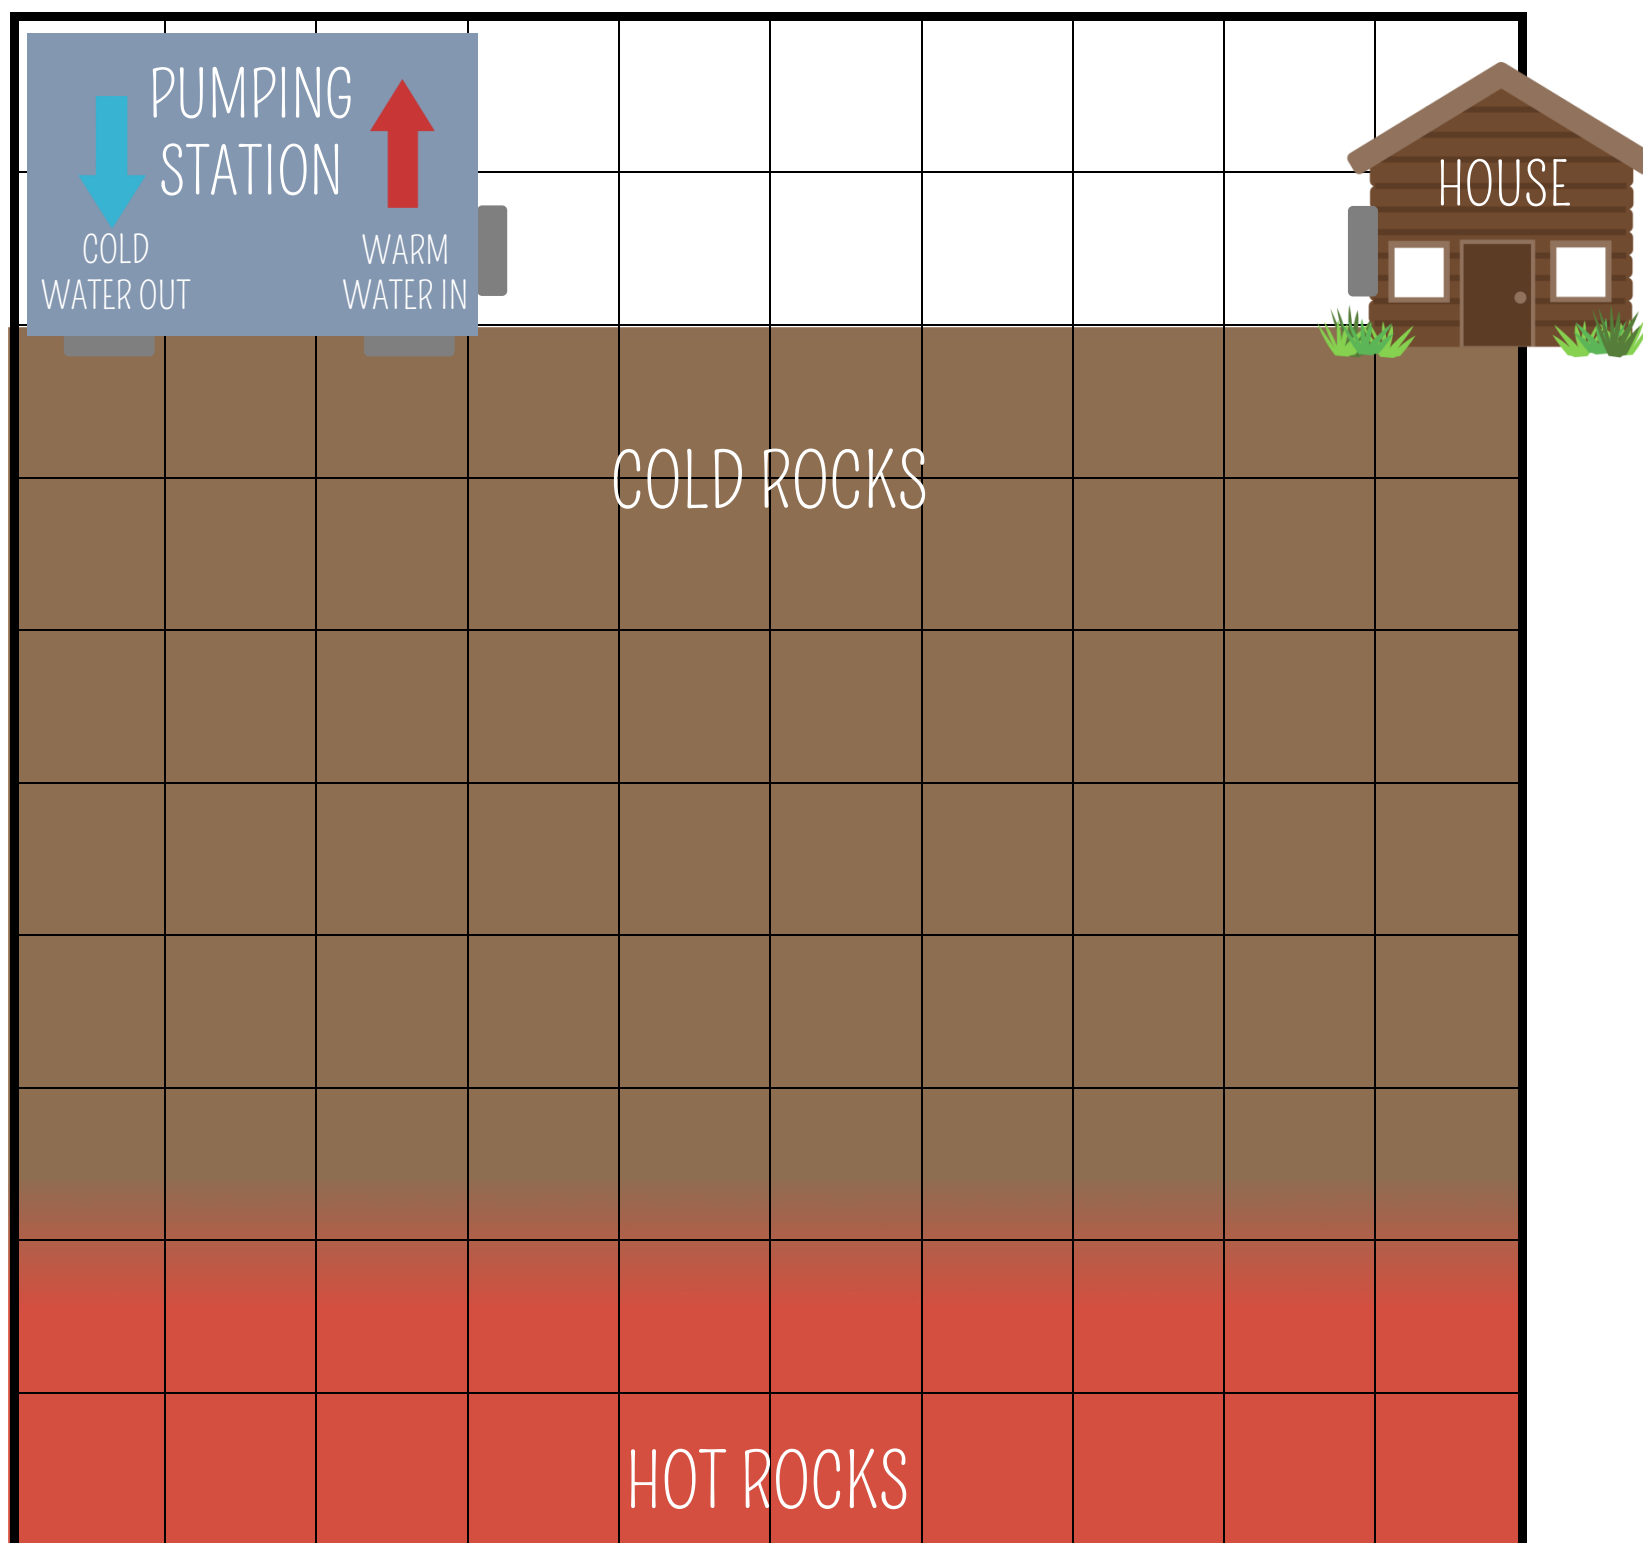 PUMPING
STATION
COLD
WATER OUT
WARM
WATER IN
HOUSE
COLD ROCKS
HOT ROCKS